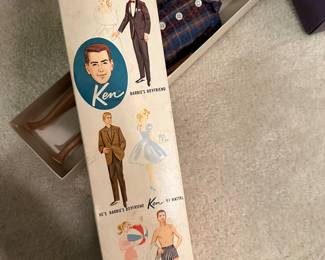 Ken
BARBIE'S BOYFRIEND
HE'S BARBIE'S BOYFRIEND Ken BY MATTEL